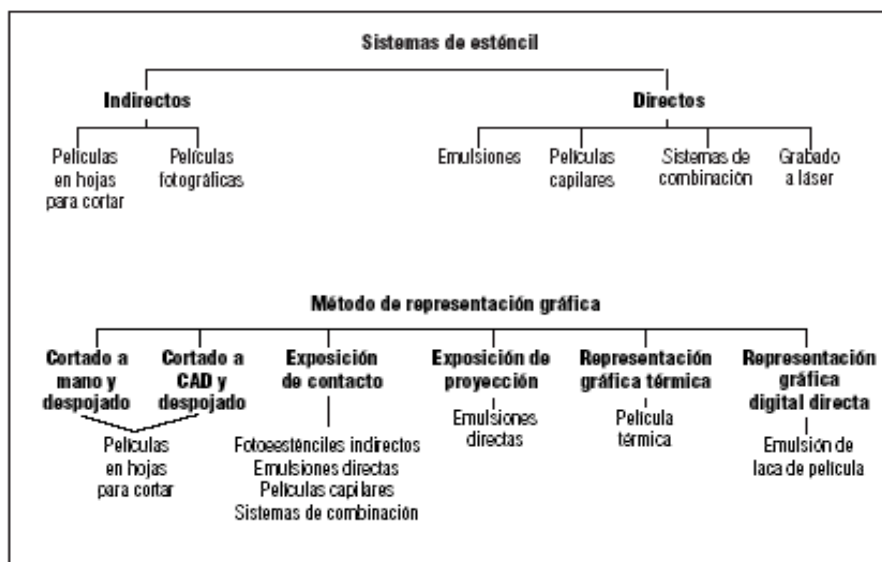 Sistemas de esténcil
Indirectos
Directos
Películas
en hojas
para cortar
Películas
fotográficas
Emulsiones
Películas
capilares
Sistemas de
combinación
Grabado
a láser
Método de representación gráfica
Cortado a
mano y
despojado
Cortado a
CAD y
despojado
Exposición
de contacto
Exposición de
proyección
Representación
gráfica térmica
Representación
gráfica
digital directa
Películas
en hojas
para cortar
Fotoesténciles indirectos
Emulsiones directas
Películas capilares
Sistemas de combinación
Emulsiones
directas
Película
térmica
Emulsión de
laca de película